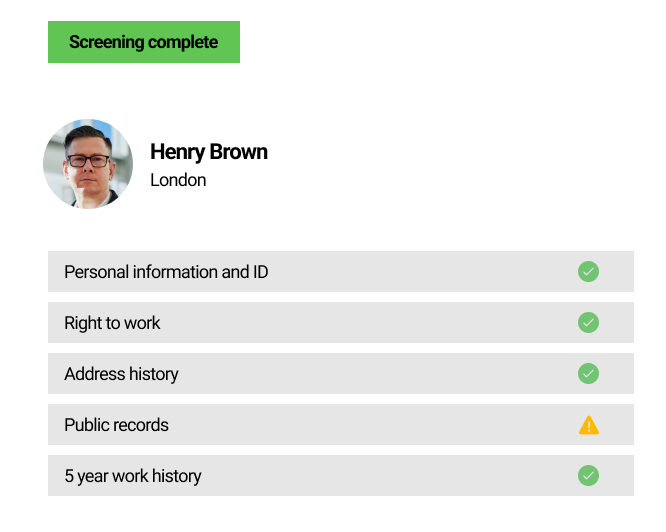 Screening complete
Henry Brown
London
Personal information and ID
Right to work
Address history
Public records
5 year work history